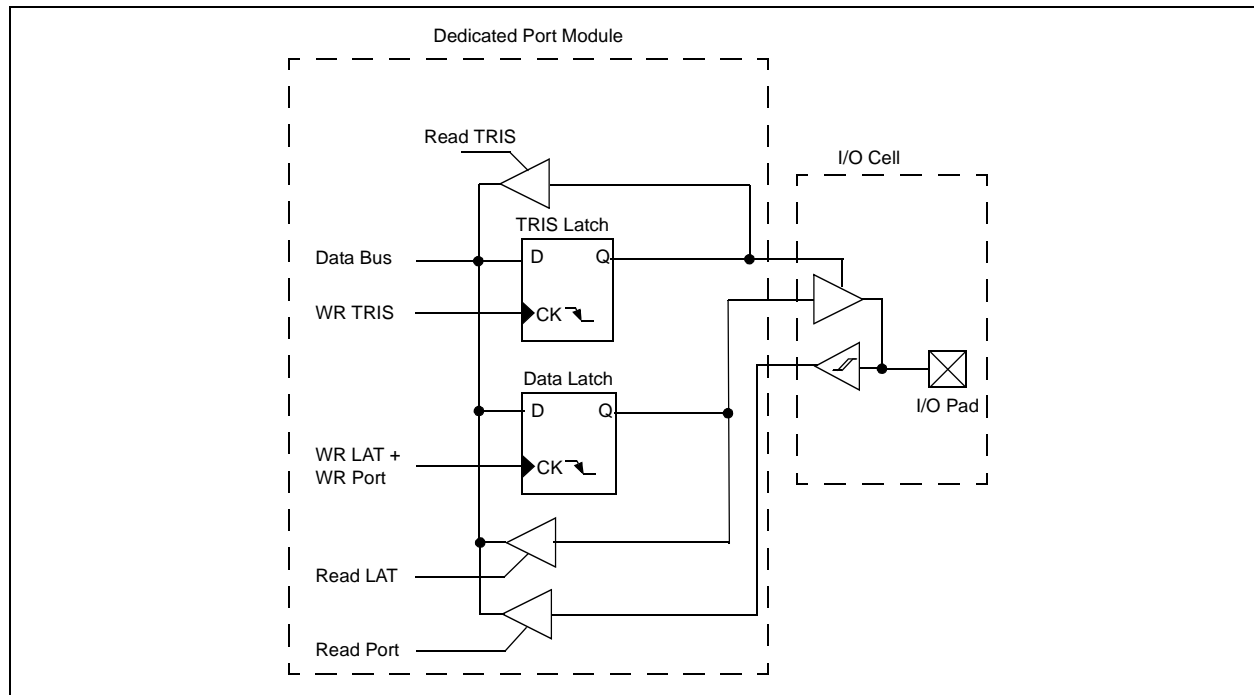 Dedicated Port Module
Read TRIS
I/O Cell
TRIS Latch
Data Bus
D
Q
WR TRIS
CK
Data Latch
I/O Pad
D
Q
WR LAT +
WR Port
CK
Read LAT
Read Port